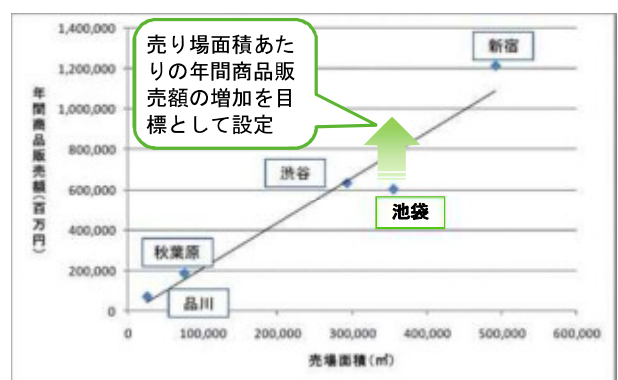 1,400,000
1,200,000
1,000,000
800,000
600,000
400,000
200,000
0
年間商品販売額(百万円)
売り場面積あた
りの年間商品販
売額の増加を目
標として設定
新宿
渋谷
池袋
秋葉原
品川
0
100,000
200,000
300,000
400,000
500,000
600,000
売場面積(㎡)